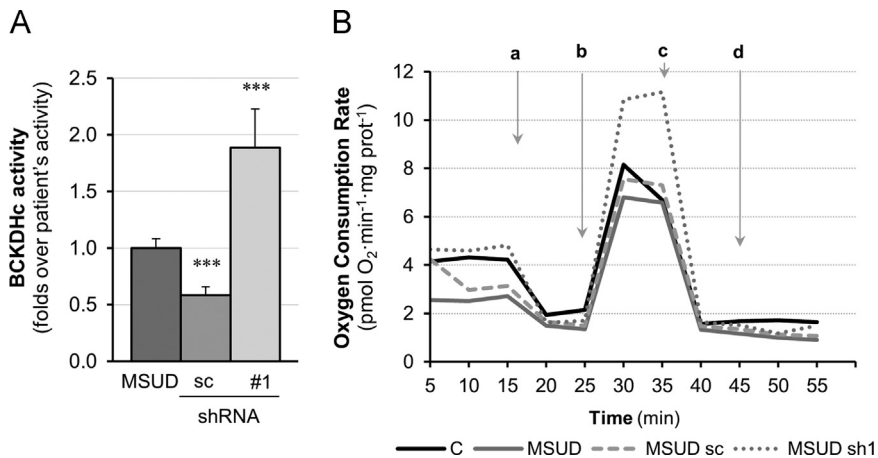 A
BCKDHc activity
(folds over patient's activity)
2.5
2.0
1.5
1.0
0.5
0.0
***
***
MSUD sc #1
shRNA
B
Oxygen Consumption Rate
(pmol O₂·min⁻¹·mg prot⁻¹)
a b c d
12
10
8
6
4
2
0
5 10 15 20 25 30 35 40 45 50 55
Time (min)
C MSUD MSUD sc MSUD sh1